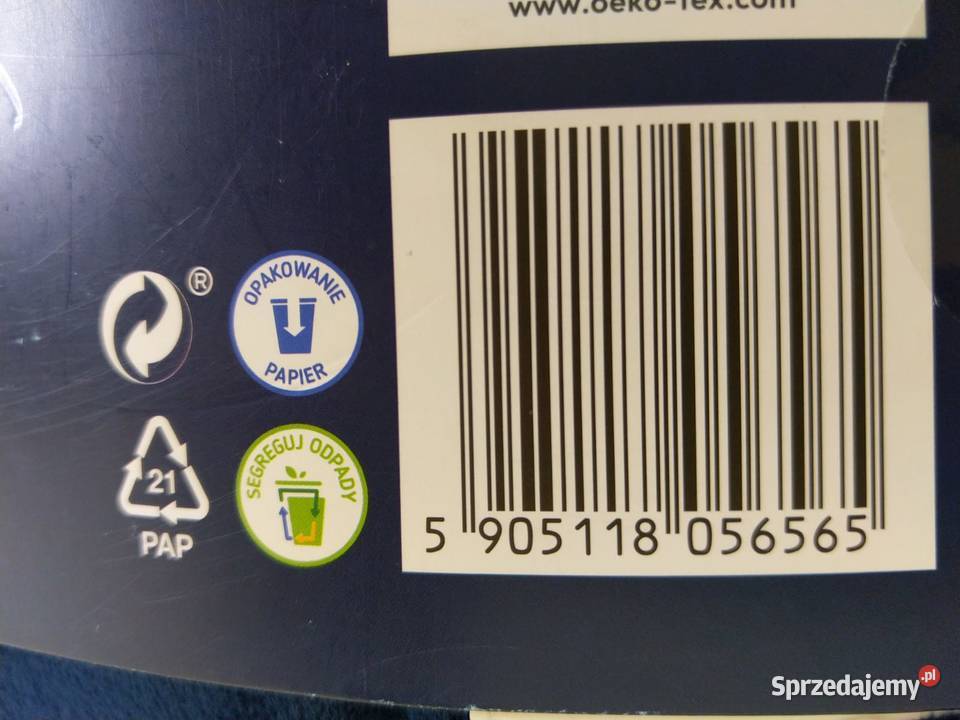 www.oeko-tex.com
®
OPAKOWANIE
PAPIER
21
PAP
SEGREGUJ ODPADY
5 905118 056565
Sprzedajemy.pl